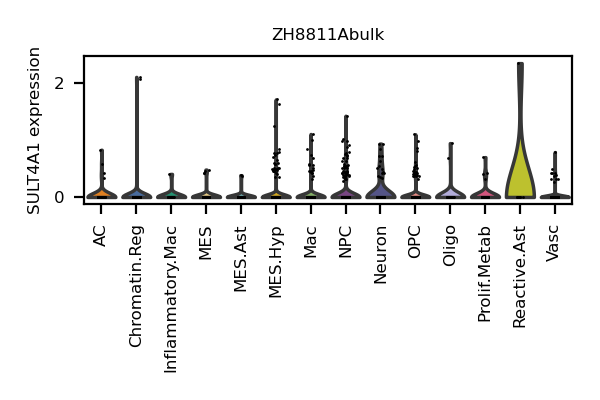 ZH8811Abulk
SULT4A1 expression
2
0
AC
Chromatin.Reg
Inflammatory.Mac
MES
MES.Ast
MES.Hyp
Mac
NPC
Neuron
OPC
Oligo
Prolif.Metab
Reactive.Ast
Vasc